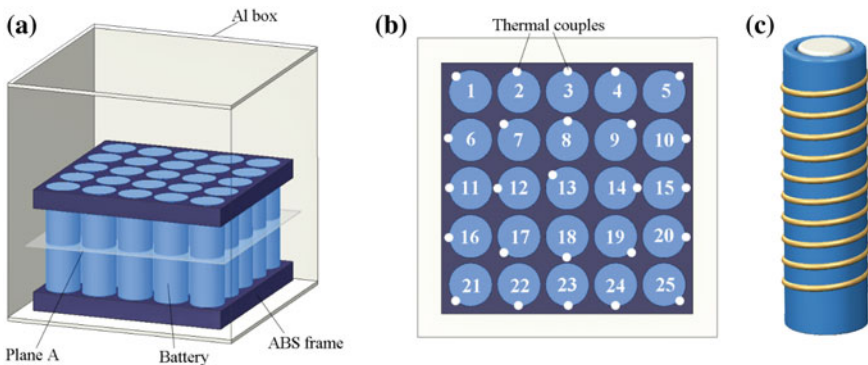 (a)
Al box
Plane A
Battery
ABS frame
(b)
Thermal couples
1 2 3 4 5
6 7 8 9 10
11 12 13 14 15
16 17 18 19 20
21 22 23 24 25
(c)